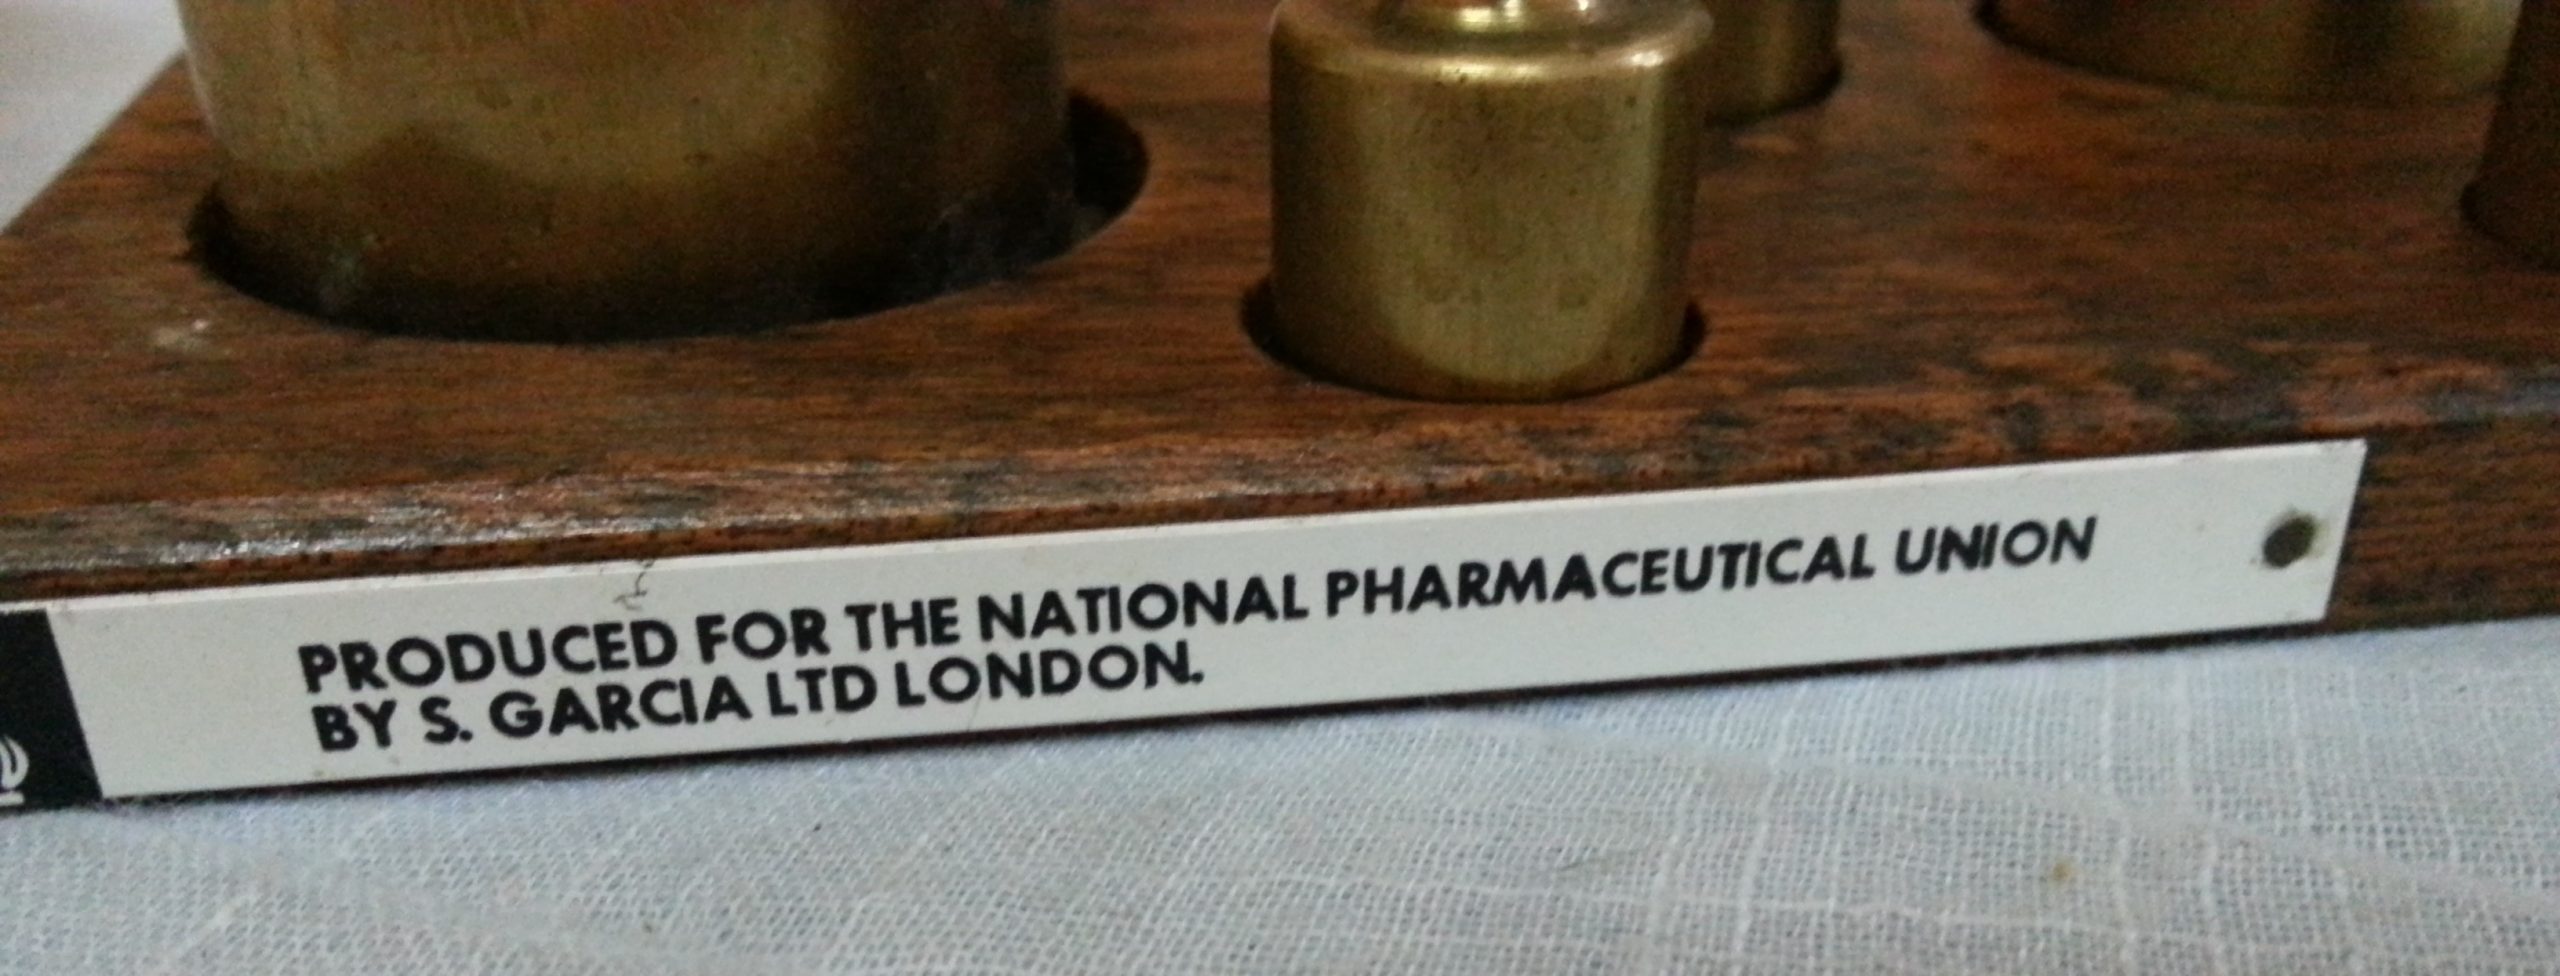 PRODUCED FOR THE NATIONAL PHARMACEUTICAL UNION
BY S. GARCIA LTD LONDON.